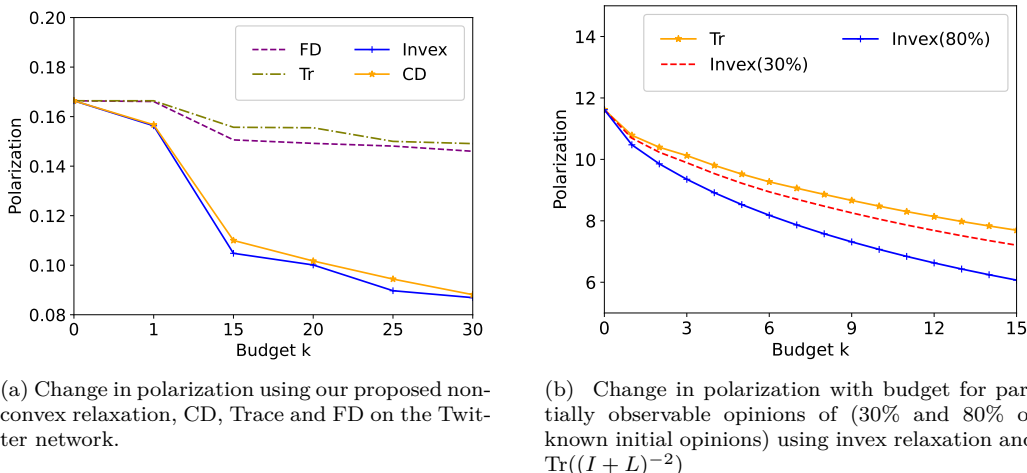 0.20
0.18
0.16
0.14
0.12
0.10
0.08
Polarization
FD
Tr
Invex
CD
0 1 15 20 25 30
Budget k
14
12
10
8
6
Polarization
Tr
Invex(30%)
Invex(80%)
0 3 6 9 12 15
Budget k
(a) Change in polarization using our proposed non-
convex relaxation, CD, Trace and FD on the Twit-
ter network.
(b) Change in polarization with budget for par
tially observable opinions of (30% and 80% o
known initial opinions) using invex relaxation and
Tr((I + L)⁻²)